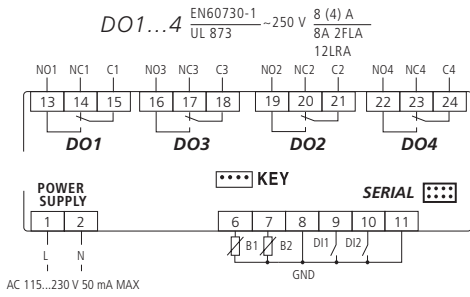 DO1...4 EN60730-1 ~250 V 8 (4) A
UL 873 8A 2FLA
12LRA
NO1 NC1 C1 NO3 NC3 C3 NO2 NC2 C2 NO4 NC4 C4
13 14 15 16 17 18 19 20 21 22 23 24
DO1 DO3 DO2 DO4
KEY
POWER
SUPPLY
SERIAL
1 2 6 7 8 9 10 11
L N B1 B2 DI1 DI2
GND
AC 115...230 V 50 mA MAX